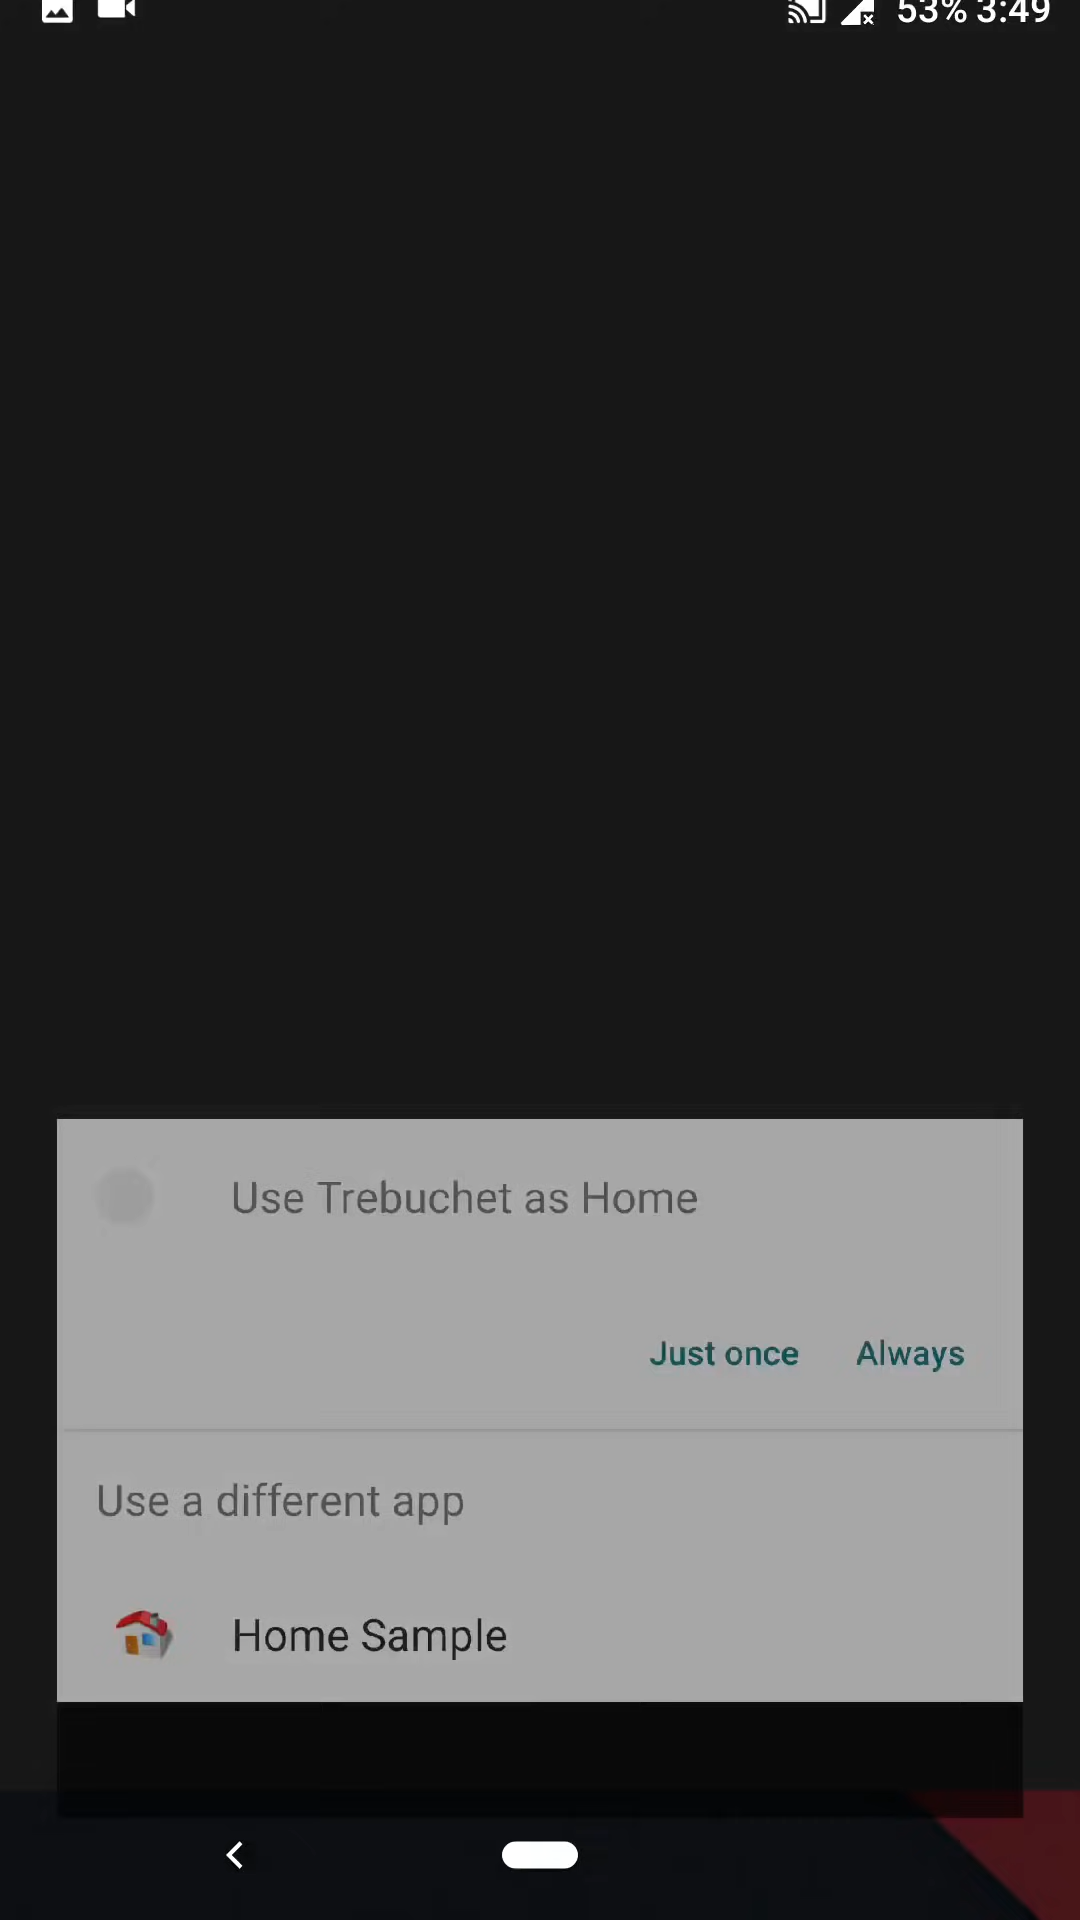 53% 3:49
Use Trebuchet as Home
Just once Always
Use a different app
Home Sample